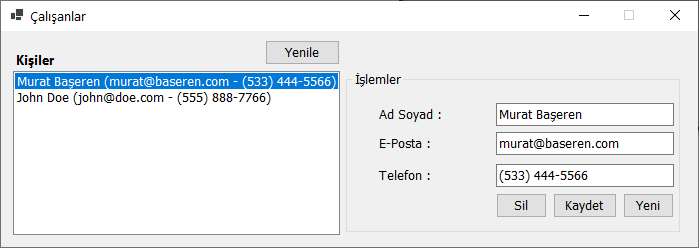 Çalışanlar
Kişiler
Yenile
Murat Başeren (murat@baseren.com - (533) 444-5566)
John Doe (john@doe.com - (555) 888-7766)
İşlemler
Ad Soyad : Murat Başeren
E-Posta : murat@baseren.com
Telefon : (533) 444-5566
Sil Kaydet Yeni